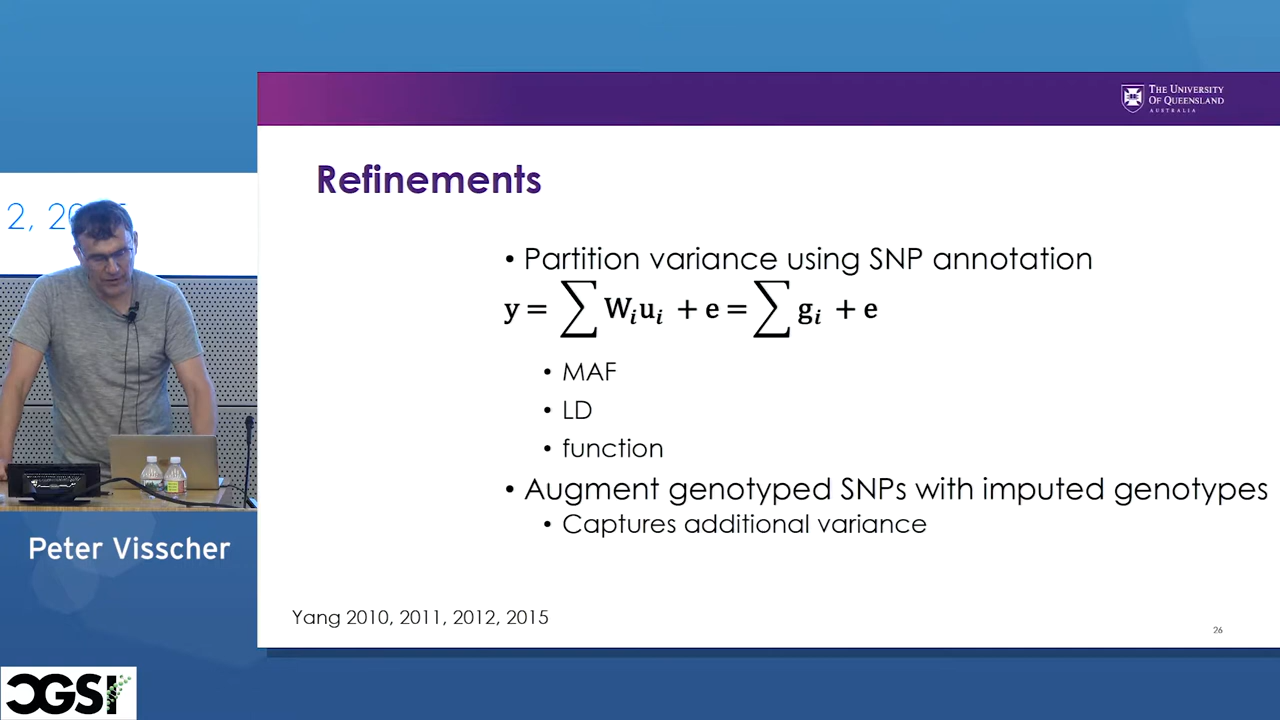 THE UNIVERSITY
OF QUEENSLAND
AUSTRALIA
Refinements
2, 20
• Partition variance using SNP annotation
y = ∑ Wᵢuᵢ + e = ∑ gᵢ + e
• MAF
• LD
• function
• Augment genotyped SNPs with imputed genotypes
• Captures additional variance
Peter Visscher
Yang 2010, 2011, 2012, 2015
26
CGSI